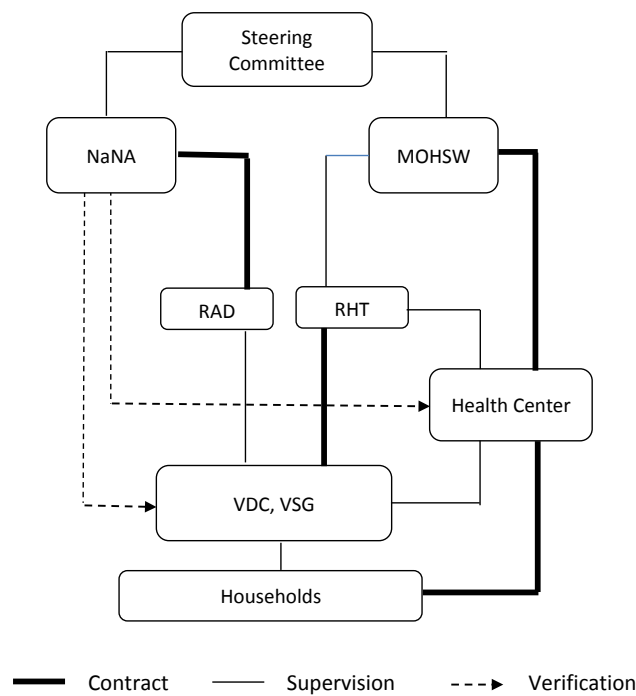 Steering
Committee
NaNA
MOHSW
RAD
RHT
Health Center
VDC, VSG
Households
Contract
Supervision
Verification